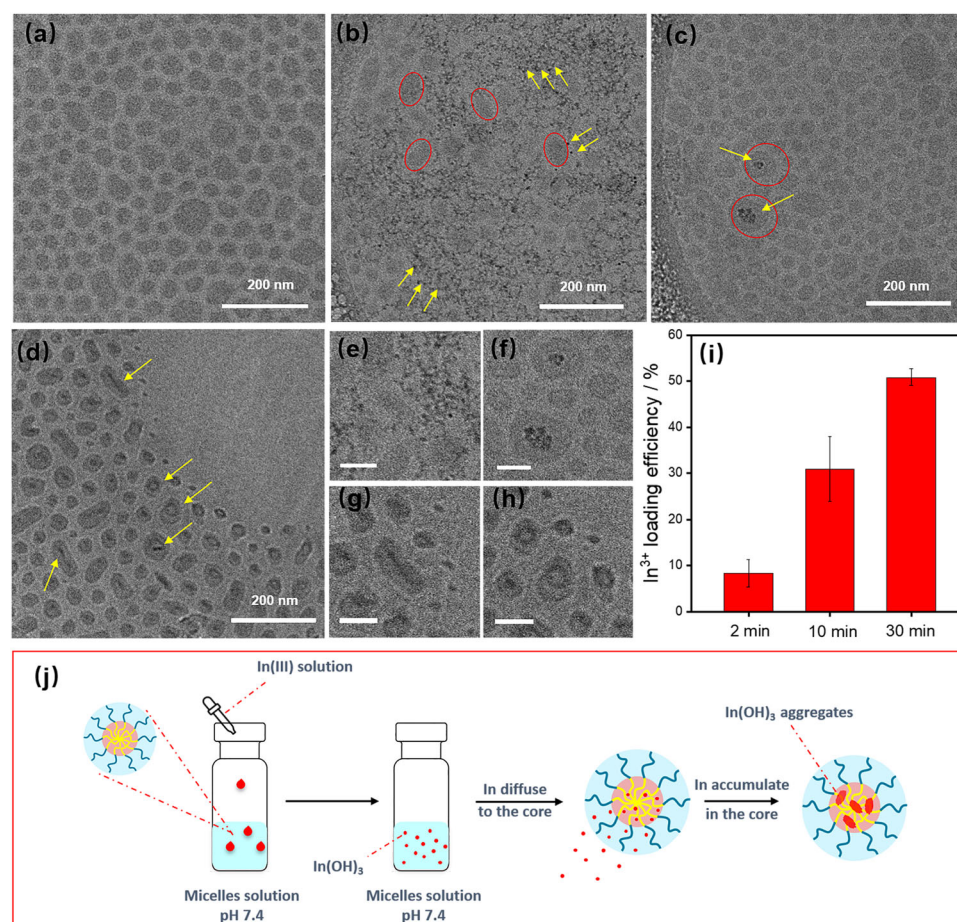 (a)
(b)
(c)
200 nm
200 nm
200 nm
(d)
(e)
(f)
(g)
(h)
200 nm
(i)
In³⁺ loading efficiency / %
60
50
40
30
20
10
0
2 min
10 min
30 min
(j)
In(III) solution
In(OH)₃
Micelles solution
pH 7.4
Micelles solution
pH 7.4
In diffuse
to the core
In accumulate
in the core
In(OH)₃ aggregates